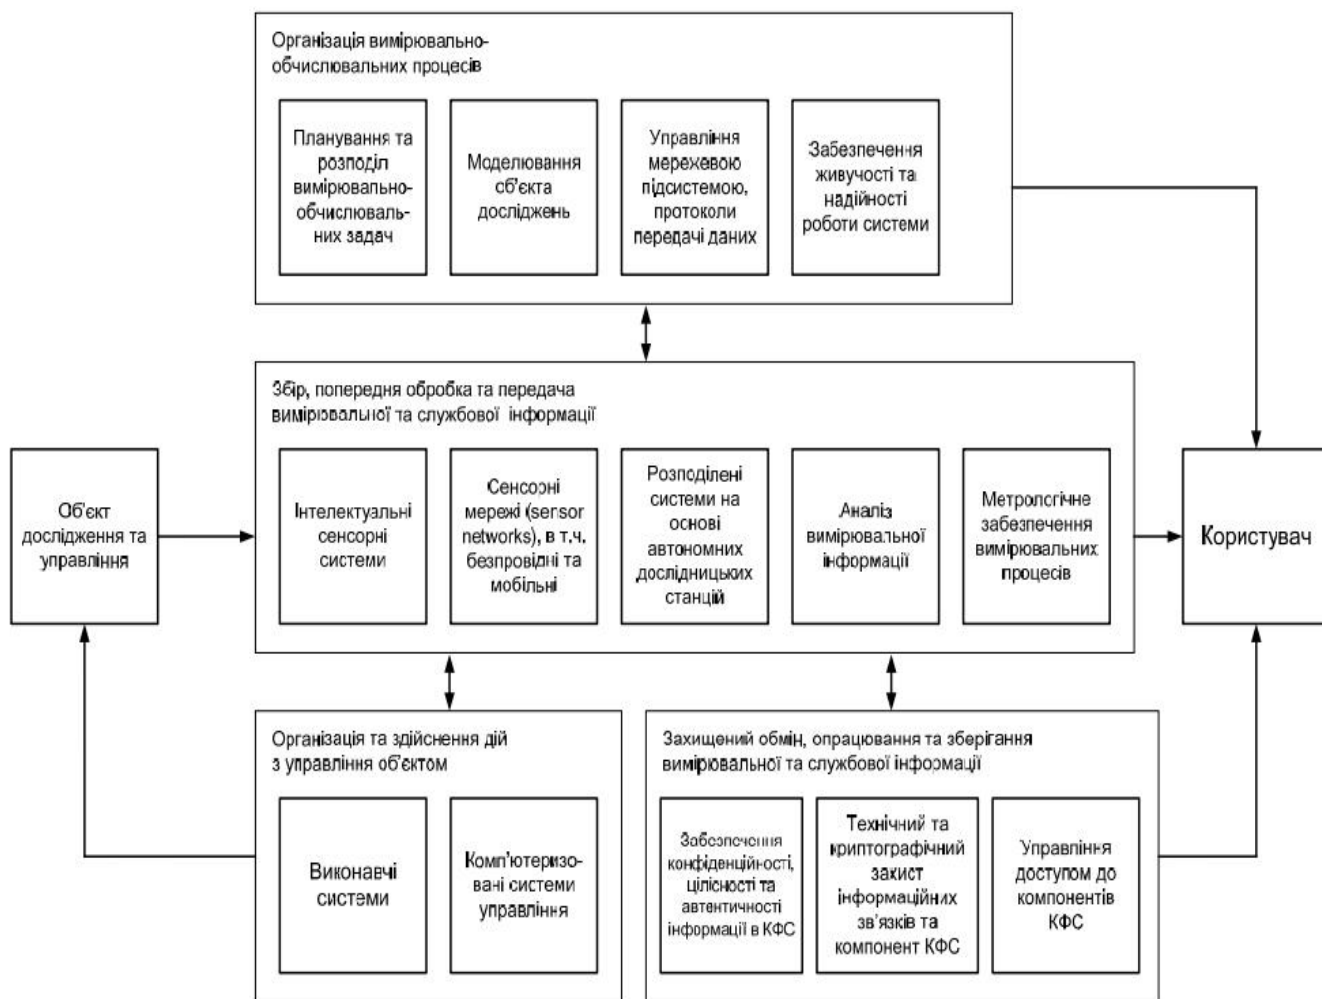 Організація вимірювально-
обчислювальних процесів
Планування та
розподіл
вимірювально-
обчислюваль-
них задач
Моделювання
об'єкта
досліджень
Управління
мережевою
підсистемою,
протоколи
передачі даних
Забезпечення
живучості та
надійності
роботи системи
Збір, попередня обробка та передача
вимірювальної та службової інформації
Об'єкт
дослідження та
управління
Інтелектуальні
сенсорні
системи
Сенсорні
мережі (sensor
networks), в т.ч.
безпровідні та
мобільні
Розподілені
системи на
основі
автономних
дослідницьких
станцій
Аналіз
вимірювальної
інформації
Метрологічне
забезпечення
вимірювальних
процесів
Користувач
Організація та здійснення дій
з управління об'єктом
Виконавчі
системи
Комп'ютеризо-
вані системи
управління
Захищений обмін, опрацювання та зберігання
вимірювальної та службової інформації
Забезпечення
конфіденційності,
цілісності та
автентичності
інформації в КФС
Технічний та
криптографічний
захист
інформаційних
зв'язків та
компонент КФС
Управління
доступом до
компонентів
КФС